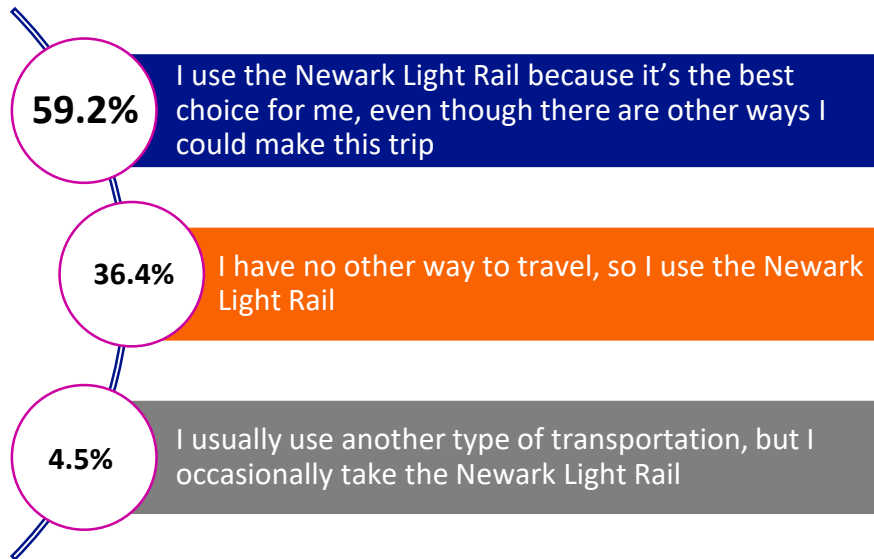 59.2%
I use the Newark Light Rail because it’s the best
choice for me, even though there are other ways I
could make this trip
36.4%
I have no other way to travel, so I use the Newark
Light Rail
4.5%
I usually use another type of transportation, but I
occasionally take the Newark Light Rail